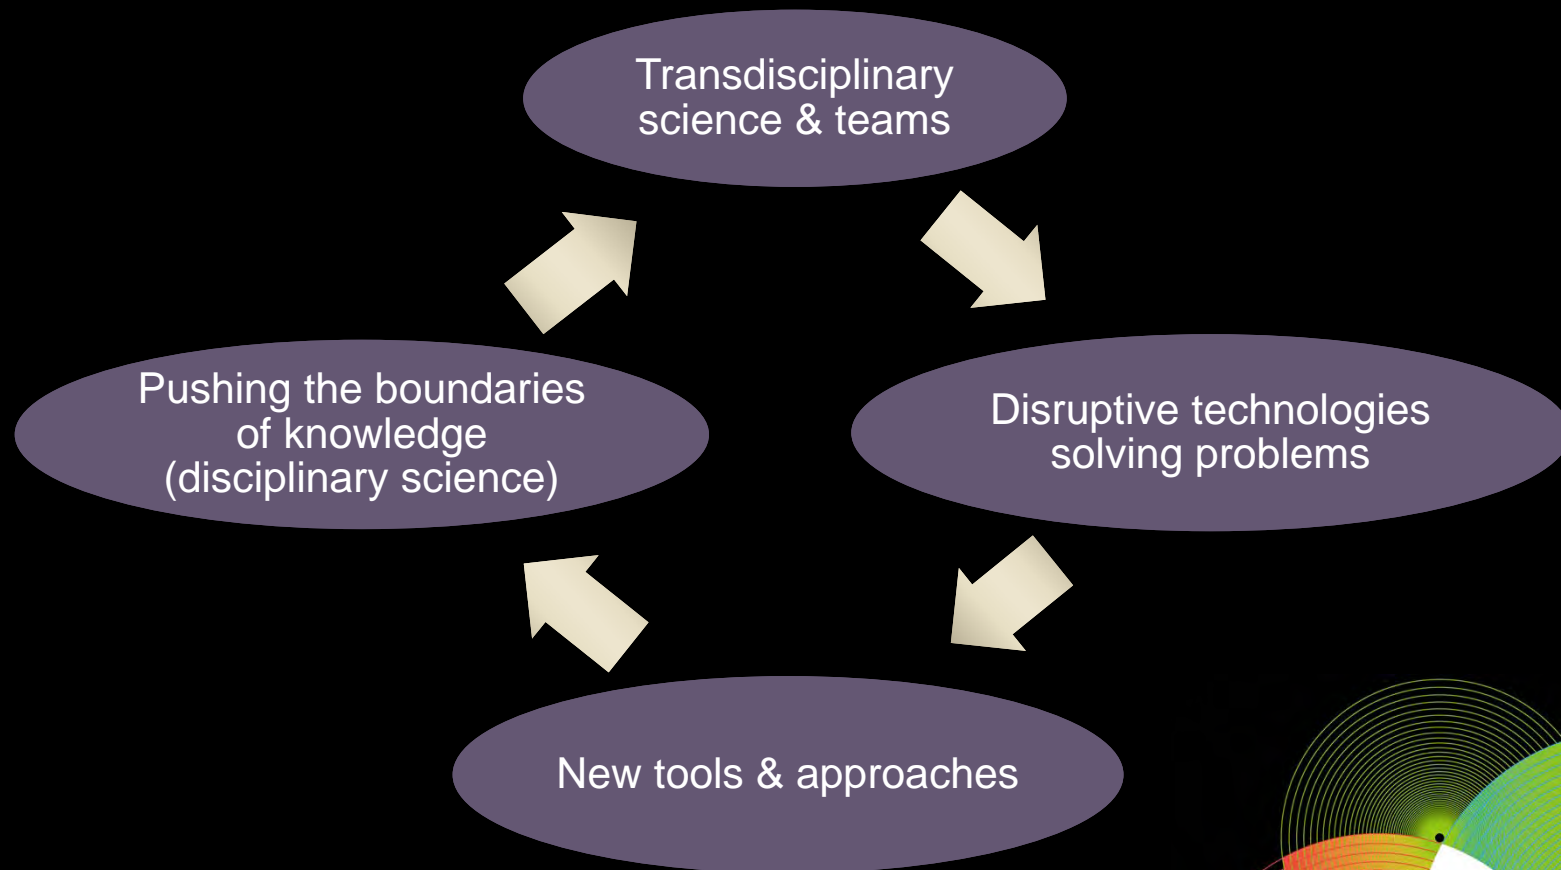 Transdisciplinary
science & teams
Pushing the boundaries
of knowledge
(disciplinary science)
Disruptive technologies
solving problems
New tools & approaches